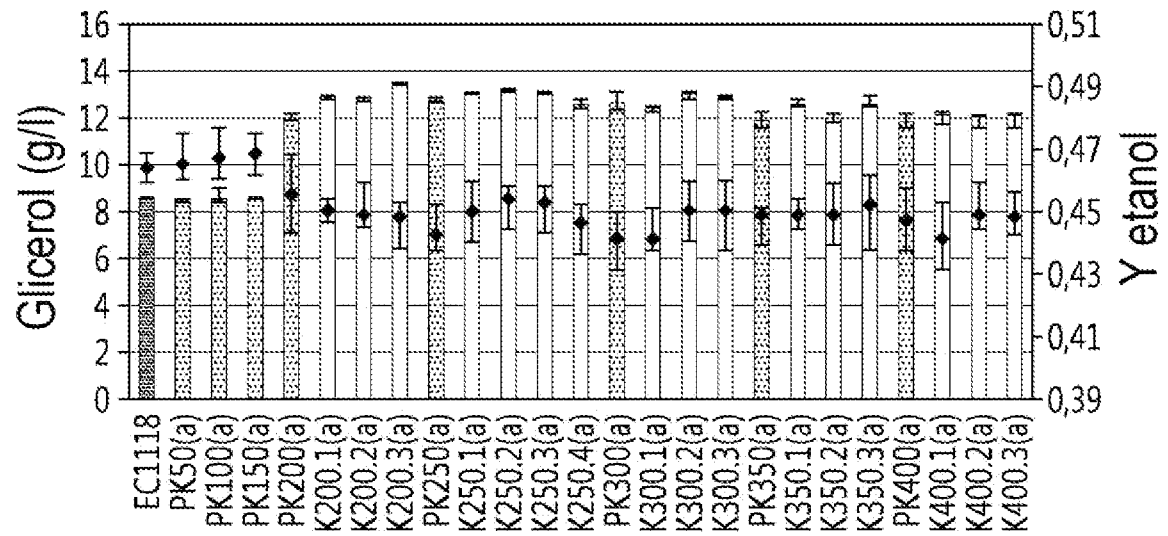 16
14
12
10
8
6
4
2
0
Glicerol (g/l)
0,51
0,49
0,47
0,45
0,43
0,41
0,39
Y etanol
EC1118
PK50(a)
PK100(a)
PK150(a)
PK200(a)
K200.1(a)
K200.2(a)
K200.3(a)
PK250(a)
K250.1(a)
K250.2(a)
K250.3(a)
K250.4(a)
PK300(a)
K300.1(a)
K300.2(a)
K300.3(a)
PK350(a)
K350.1(a)
K350.2(a)
K350.3(a)
PK400(a)
K400.1(a)
K400.2(a)
K400.3(a)